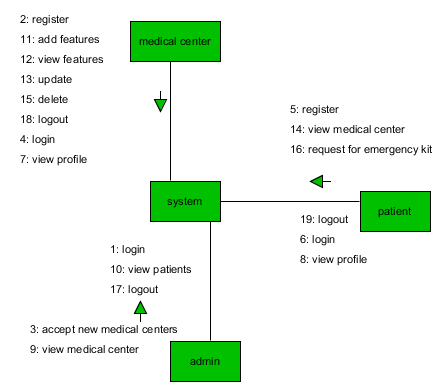 2: register
11: add features
12: view features
13: update
15: delete
18: logout
4: login
7: view profile
medical center
5: register
14: view medical center
16: request for emergency kit
system
patient
19: logout
6: login
8: view profile
1: login
10: view patients
17: logout
3: accept new medical centers
9: view medical center
admin